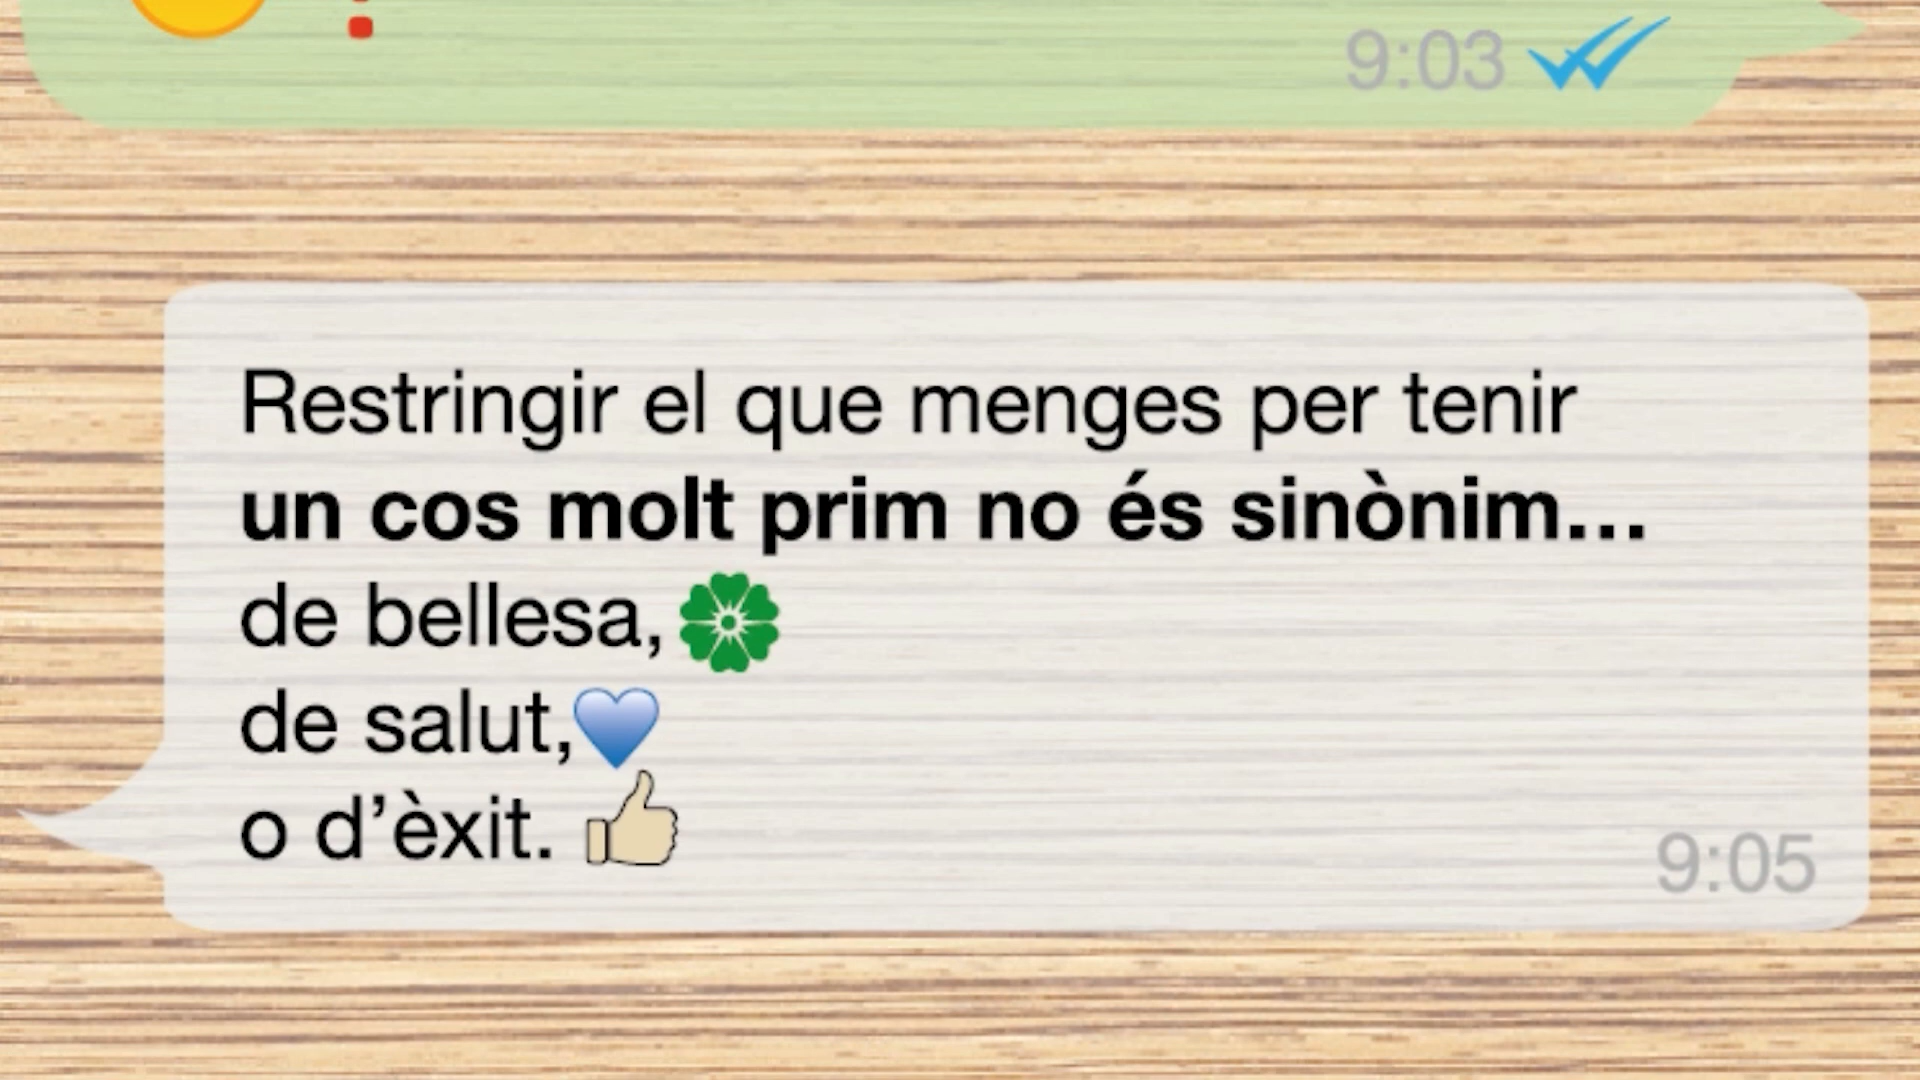 9:03
Restringir el que menges per tenir
un cos molt prim no és sinònim...
de bellesa,
de salut,
o d’èxit.
9:05